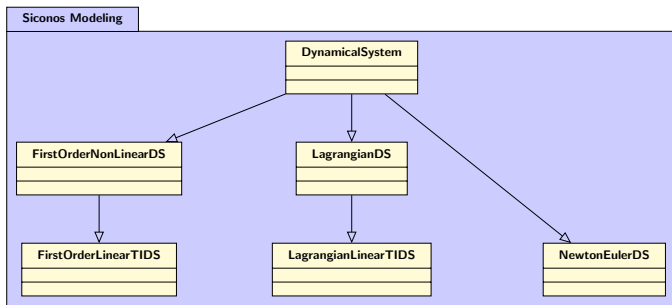 Siconos Modeling
DynamicalSystem
FirstOrderNonLinearDS
LagrangianDS
FirstOrderLinearTIDS
LagrangianLinearTIDS
NewtonEulerDS